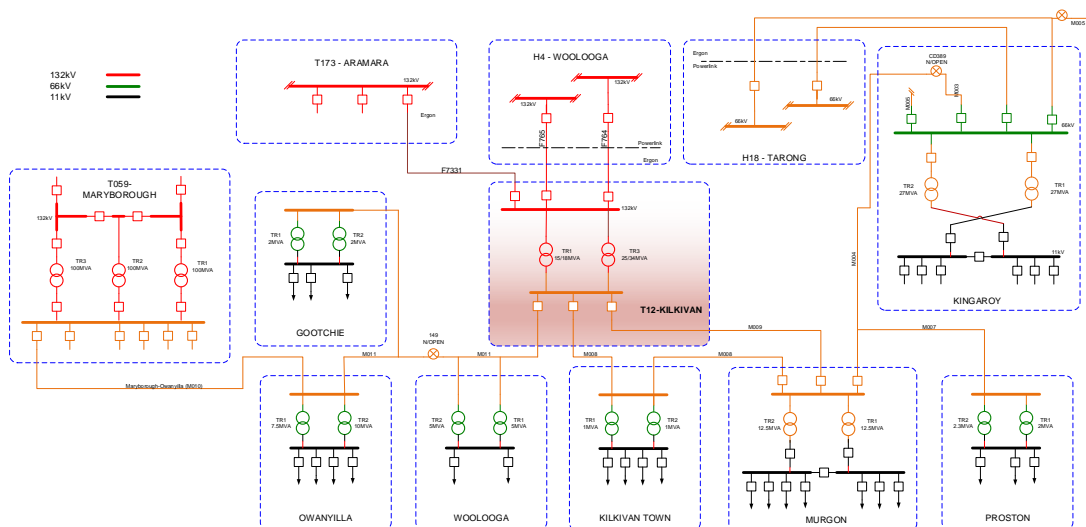 132kV
66kV
11kV
T173 - ARAMARA
132kV
Ergon
F7331
H4 - WOOLOOGA
132kV
132kV
F765
F764
Powerlink
Ergon
Ergon
Powerlink
66kV
66kV
H18 - TARONG
M005
CD389
N/OPEN
M005
M003
66kV
TR2
27MVA
TR1
27MVA
11kV
KINGAROY
T059-
MARYBOROUGH
132kV
TR3
100MVA
TR2
100MVA
TR1
100MVA
TR1
2MVA
TR2
2MVA
GOOTCHIE
132kV
TR1
15/18MVA
TR3
25/34MVA
T12-KILKIVAN
M004
149
N/OPEN
M011
M011
M008
M008
M009
M007
Maryborough-Owanyilla (M010)
TR1
7.5MVA
TR2
10MVA
OWANYILLA
TR2
5MVA
TR1
5MVA
WOOLOOGA
TR1
1MVA
TR2
1MVA
KILKIVAN TOWN
TR2
12.5MVA
TR1
12.5MVA
MURGON
TR2
2.3MVA
TR1
2MVA
PROSTON